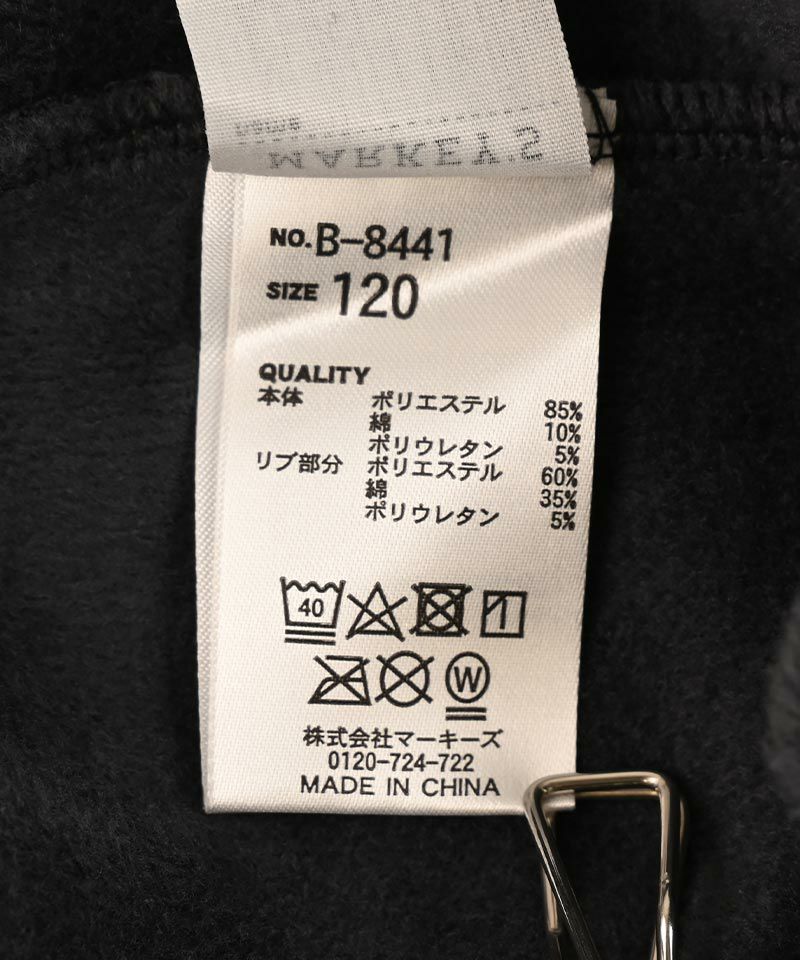 MARKEY'S
NO. B-8441
SIZE 120
QUALITY
本体 ポリエステル 85%
綿 10%
ポリウレタン 5%
リブ部分 ポリエステル 60%
綿 35%
ポリウレタン 5%
40
W
株式会社マーキーズ
0120-724-722
MADE IN CHINA